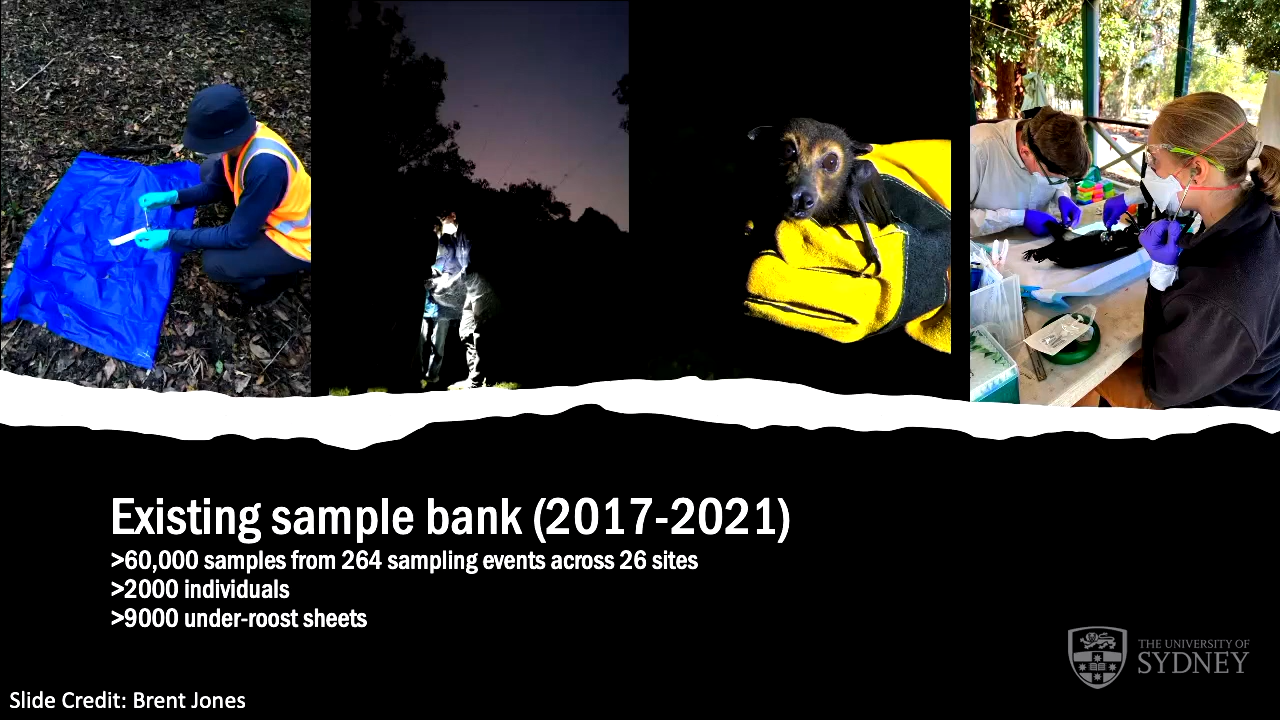 Existing sample bank (2017-2021)
>60,000 samples from 264 sampling events across 26 sites
>2000 individuals
>9000 under-roost sheets
THE UNIVERSITY OF
SYDNEY
Slide Credit: Brent Jones